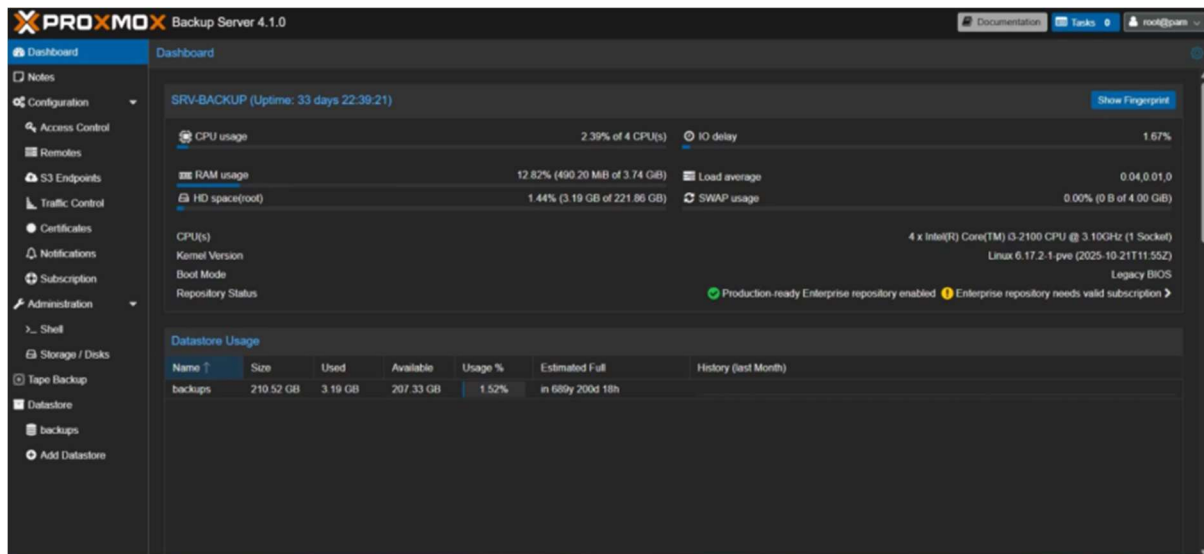 PROXMOX Backup Server 4.1.0
Documentation Tasks 0 root@pam
Dashboard
Notes
Configuration
Access Control
Remotes
S3 Endpoints
Traffic Control
Certificates
Notifications
Subscription
Administration
Shell
Storage / Disks
Tape Backup
Datastore
backups
Add Datastore
Dashboard
SRV-BACKUP (Uptime: 33 days 22:39:21) Show Fingerprint
CPU usage 2.39% of 4 CPU(s) IO delay 1.67%
RAM usage 12.82% (490.20 MiB of 3.74 GiB) Load average 0.04,0.01,0
HD space(root) 1.44% (3.19 GB of 221.86 GB) SWAP usage 0.00% (0 B of 4.00 GiB)
CPU(s) 4 x Intel(R) Core(TM) i3-2100 CPU @ 3.10GHz (1 Socket)
Kernel Version Linux 6.17.2-1-pve (2025-10-21T11:55Z)
Boot Mode Legacy BIOS
Repository Status Production-ready Enterprise repository enabled Enterprise repository needs valid subscription
Datastore Usage
Name Size Used Available Usage % Estimated Full History (last Month)
backups 210.52 GB 3.19 GB 207.33 GB 1.52% in 689y 200d 18h